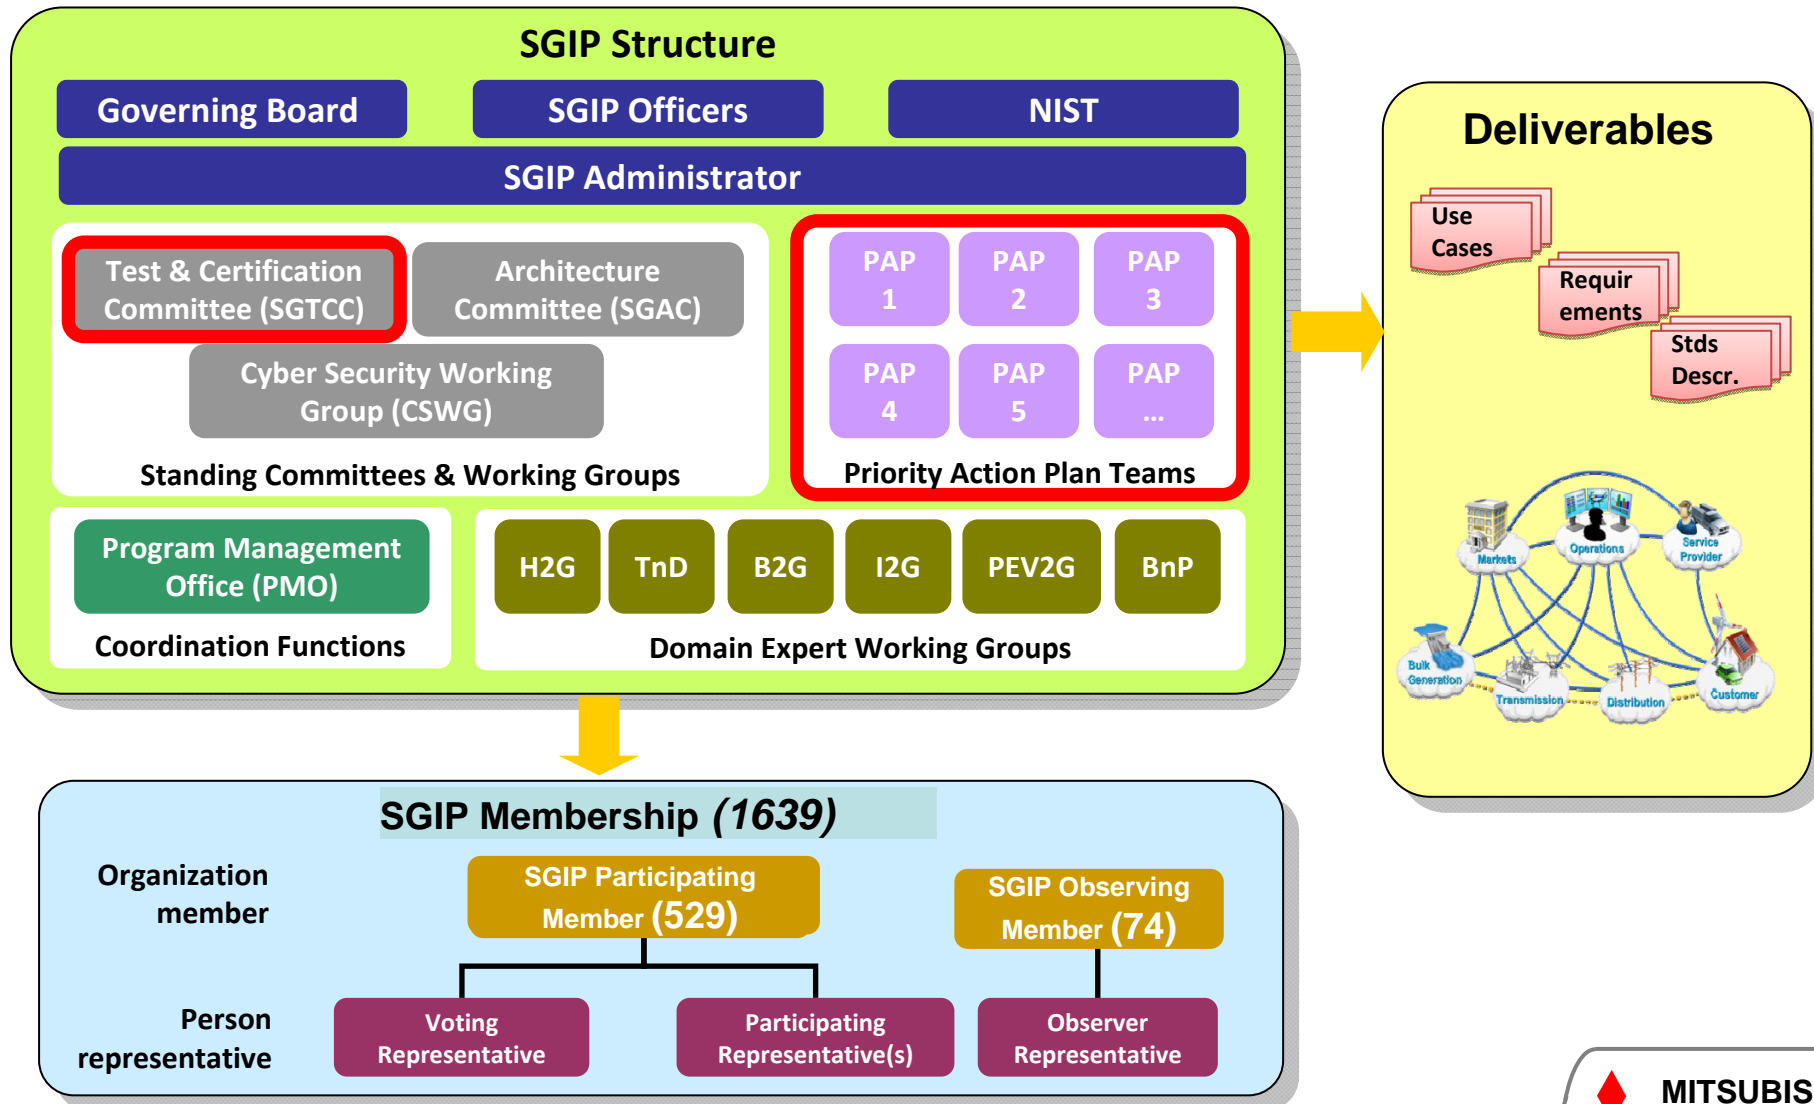 SGIP Structure
Governing Board
SGIP Officers
NIST
SGIP Administrator
Test & Certification
Committee (SGTCC)
Architecture
Committee (SGAC)
Cyber Security Working
Group (CSWG)
Standing Committees & Working Groups
PAP
1
PAP
2
PAP
3
PAP
4
PAP
5
PAP
...
Priority Action Plan Teams
Program Management
Office (PMO)
Coordination Functions
H2G
TnD
B2G
I2G
PEV2G
BnP
Domain Expert Working Groups
Deliverables
Use
Cases
Requir
ements
Stds
Descr.
Markets
Operations
Service
Provider
Bulk
Generation
Transmission
Distribution
Customer
SGIP Membership (1639)
Organization
member
SGIP Participating
Member (529)
SGIP Observing
Member (74)
Person
representative
Voting
Representative
Participating
Representative(s)
Observer
Representative
MITSUBIS